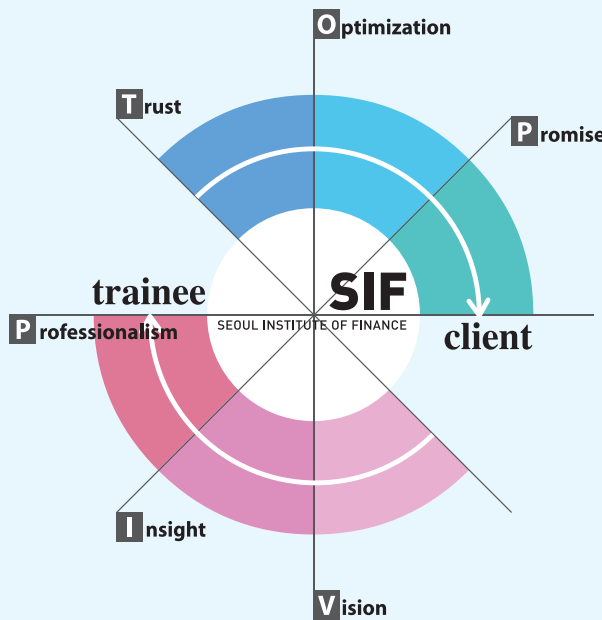 Optimization
Trust
Promise
trainee
SIF
SEOUL INSTITUTE OF FINANCE
Professionalism
client
Insight
Vision